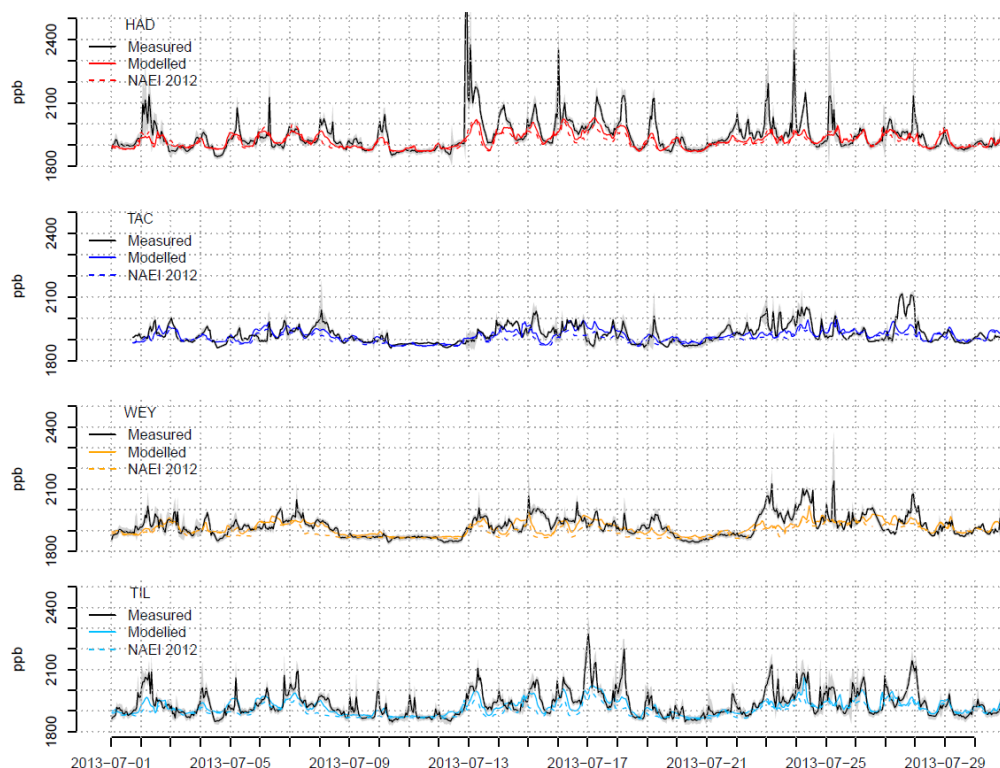 HAD
Measured
Modelled
NAEI 2012
ppb
2400
2100
1800
TAC
Measured
Modelled
NAEI 2012
ppb
2400
2100
1800
WEY
Measured
Modelled
NAEI 2012
ppb
2400
2100
1800
TIL
Measured
Modelled
NAEI 2012
ppb
2400
2100
1800
2013-07-01 2013-07-05 2013-07-09 2013-07-13 2013-07-17 2013-07-21 2013-07-25 2013-07-29